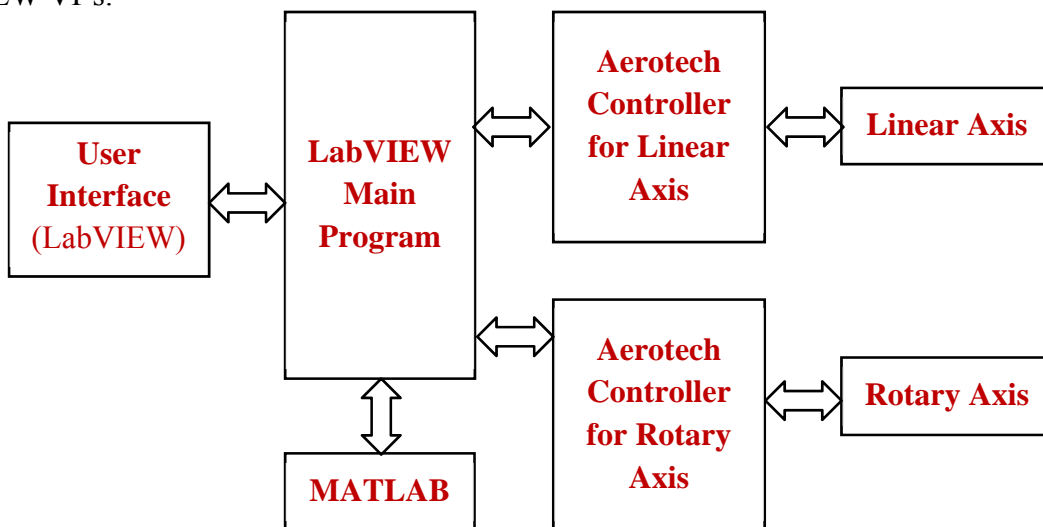 Aerotech
Controller
for Linear
Axis
Linear Axis
User
Interface
(LabVIEW)
LabVIEW
Main
Program
Aerotech
Controller
for Rotary
Axis
Rotary Axis
MATLAB